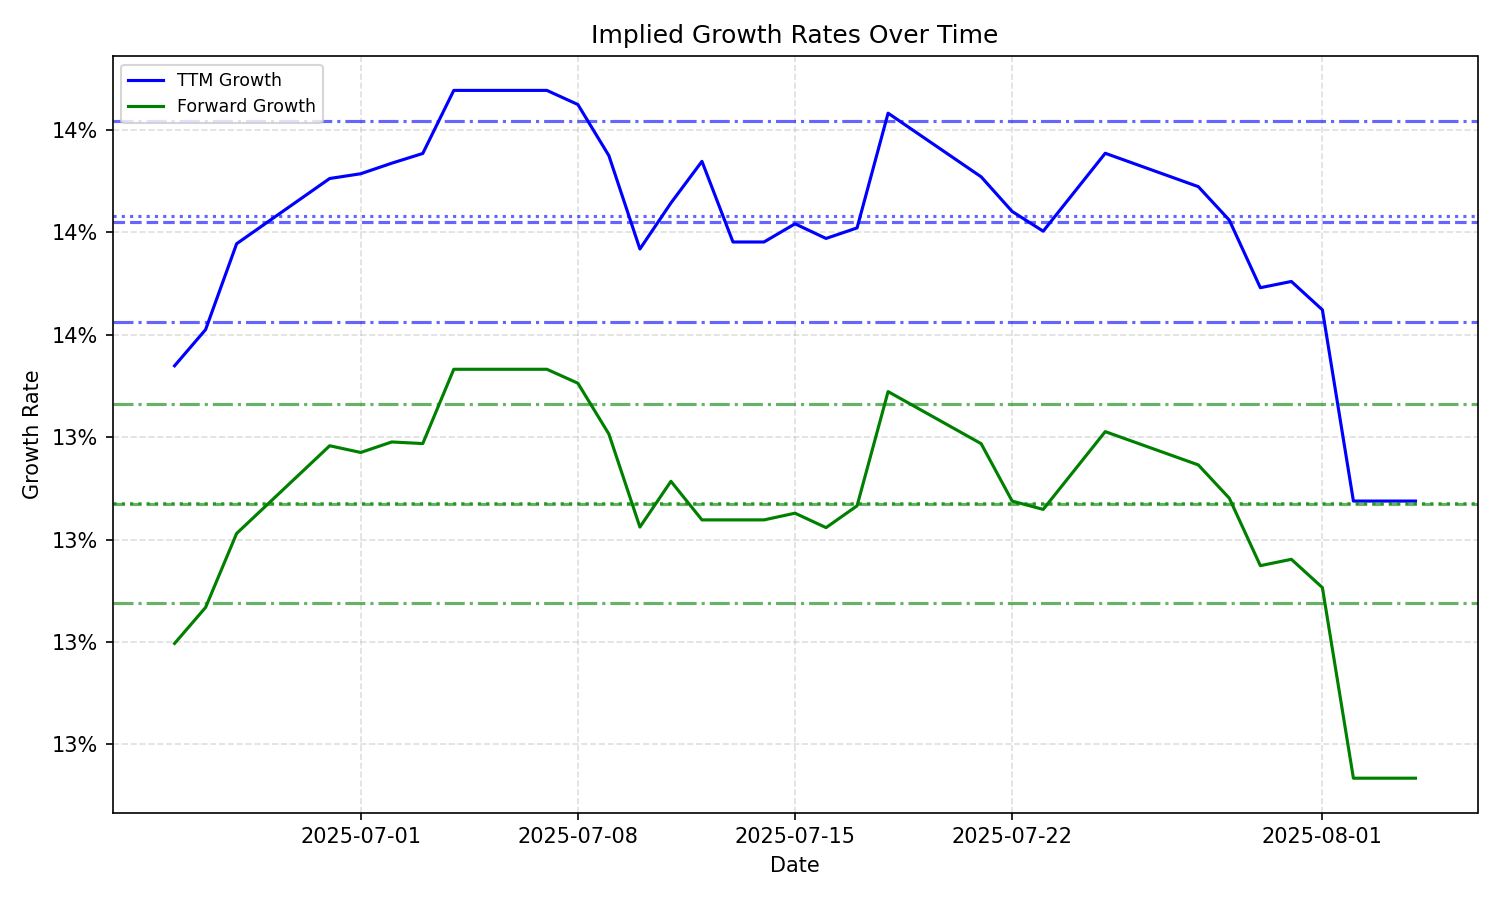 Implied Growth Rates Over Time
TTM Growth
Forward Growth
14%
14%
14%
13%
13%
13%
13%
Growth Rate
2025-07-01
2025-07-08
2025-07-15
2025-07-22
2025-08-01
Date